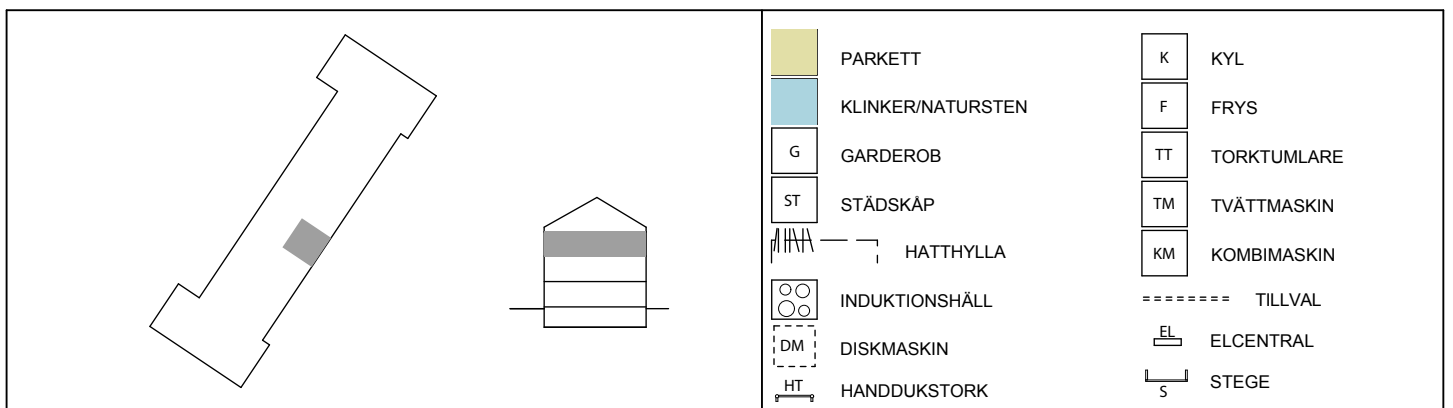 PARKETT
KLINKER/NATURSTEN
G GARDEROB
ST STÄDSKÅP
HATTHYLLA
INDUKTIONSHÄLL
DM DISKMASKIN
HT HANDDUKSTORK
K KYL
F FRYS
TT TORKTUMLARE
TM TVÄTTMASKIN
KM KOMBIMASKIN
TILLVAL
EL ELCENTRAL
S STEGE